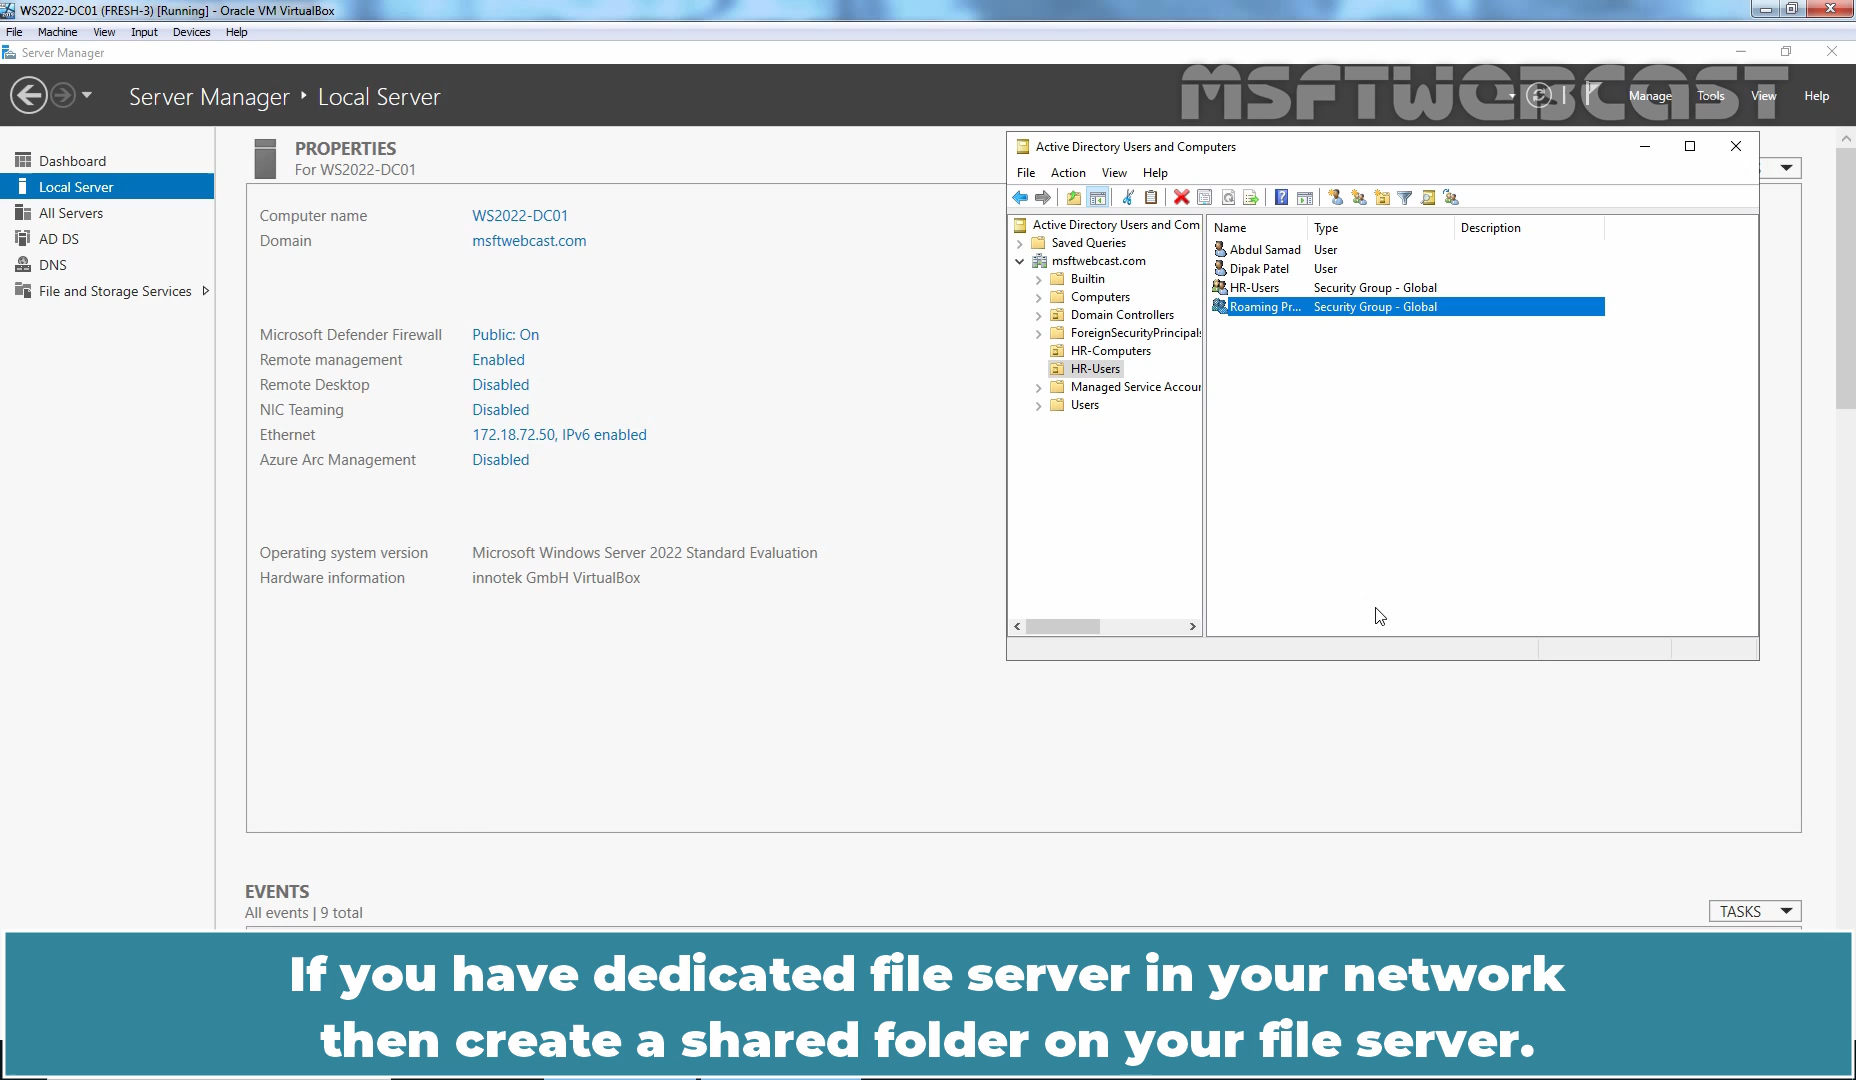 WS2022-DC01 (FRESH-3) [Running] - Oracle VM VirtualBox
File Machine View Input Devices Help
Server Manager
Server Manager • Local Server
MSFTWEBCAST
Manage Tools View Help
Dashboard
Local Server
All Servers
AD DS
DNS
File and Storage Services
PROPERTIES
For WS2022-DC01
Computer name WS2022-DC01
Domain msftwebcast.com
Microsoft Defender Firewall Public: On
Remote management Enabled
Remote Desktop Disabled
NIC Teaming Disabled
Ethernet 172.18.72.50, IPv6 enabled
Azure Arc Management Disabled
Operating system version Microsoft Windows Server 2022 Standard Evaluation
Hardware information innotek GmbH VirtualBox
Active Directory Users and Computers
File Action View Help
Active Directory Users and Com
Saved Queries
msftwebcast.com
Builtin
Computers
Domain Controllers
ForeignSecurityPrincipals
HR-Computers
HR-Users
Managed Service Accour
Users
Name Type Description
Abdul Samad User
Dipak Patel User
HR-Users Security Group - Global
Roaming Pr... Security Group - Global
EVENTS
All events | 9 total
TASKS
If you have dedicated file server in your network
then create a shared folder on your file server.